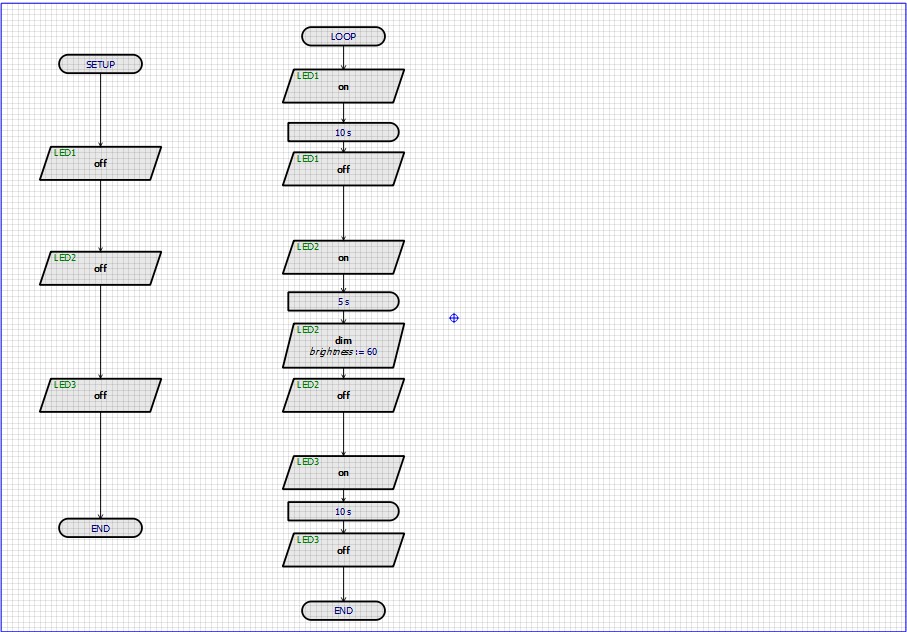 SETUP
LED1
off
LED2
off
LED3
off
END
LOOP
LED1
on
10 s
LED1
off
LED2
on
5 s
LED2
dim
brightness := 60
LED2
off
LED3
on
10 s
LED3
off
END